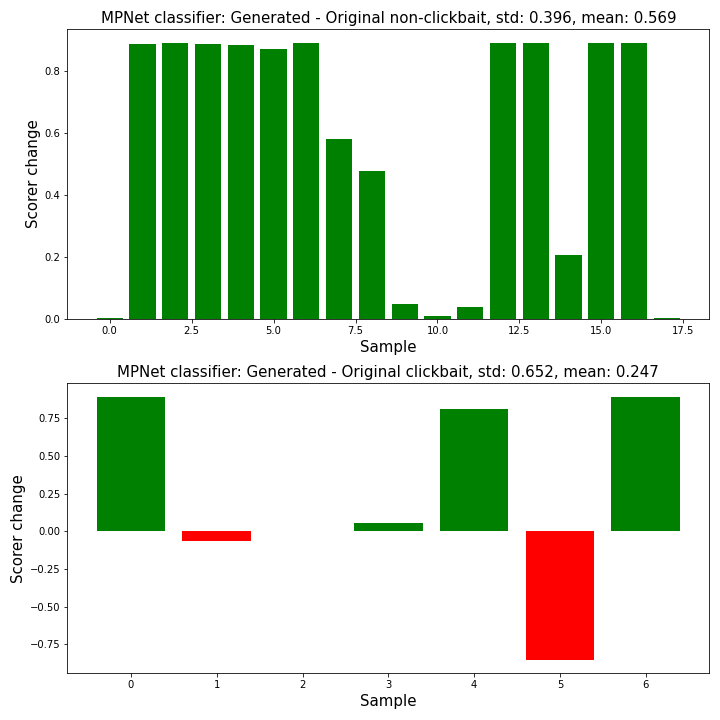 MPNet classifier: Generated - Original non-clickbait, std: 0.396, mean: 0.569
Scorer change
0.8
0.6
0.4
0.2
0.0
0.0 2.5 5.0 7.5 10.0 12.5 15.0 17.5
Sample
MPNet classifier: Generated - Original clickbait, std: 0.652, mean: 0.247
Scorer change
0.75
0.50
0.25
0.00
−0.25
−0.50
−0.75
0 1 2 3 4 5 6
Sample